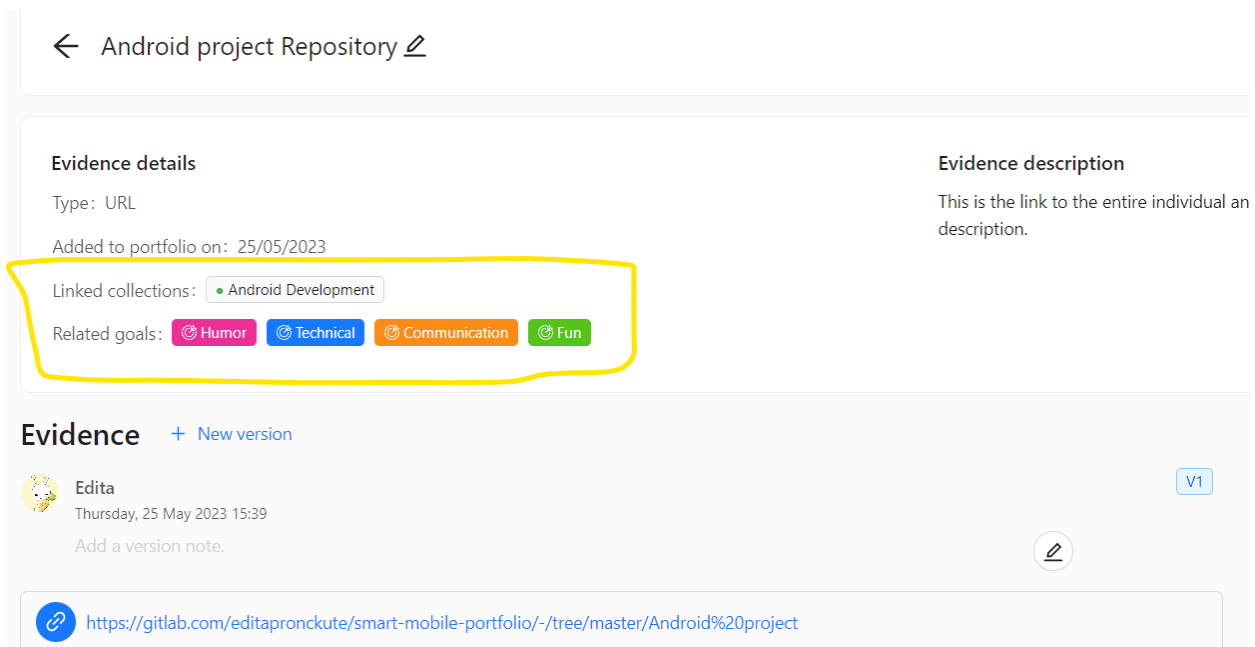 Android project Repository
Evidence details
Type: URL
Added to portfolio on: 25/05/2023
Linked collections: Android Development
Related goals: Humor Technical Communication Fun
Evidence description
This is the link to the entire individual an
description.
Evidence + New version
Edita
Thursday, 25 May 2023 15:39
Add a version note.
V1
https://gitlab.com/editapronckute/smart-mobile-portfolio/-/tree/master/Android%20project